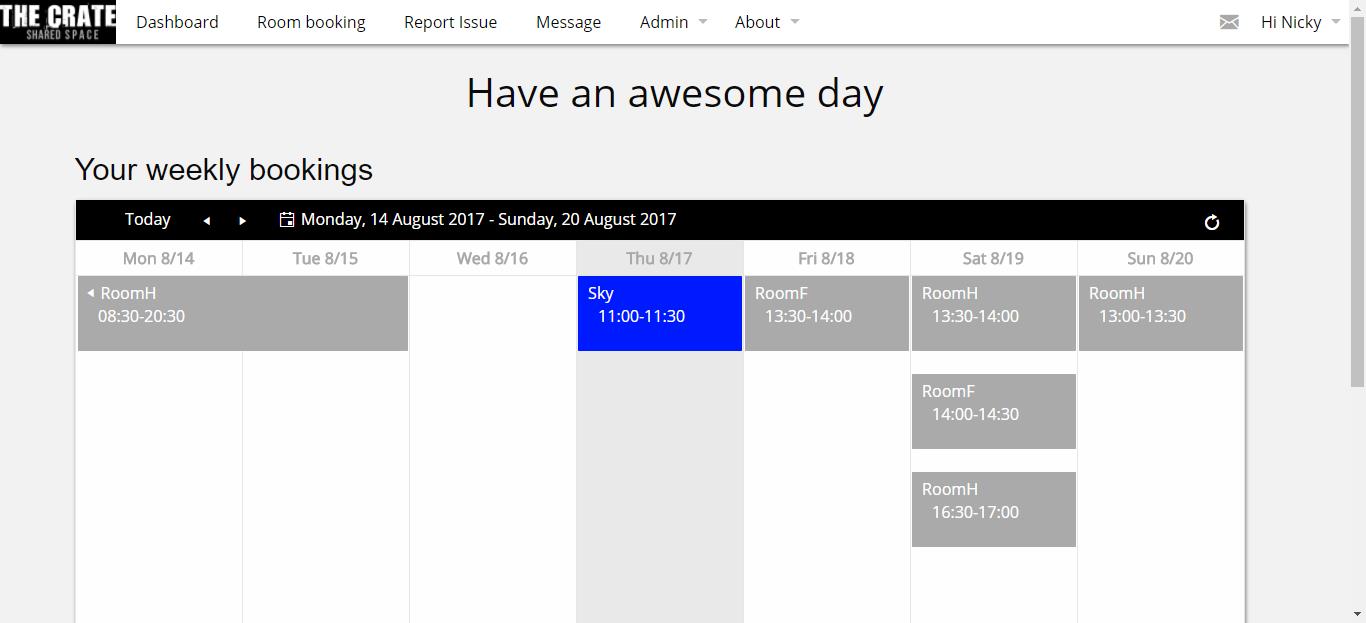 THE CRATE
SHARED SPACE
Dashboard
Room booking
Report Issue
Message
Admin
About
Hi Nicky
Have an awesome day
Your weekly bookings
Today
Monday, 14 August 2017 - Sunday, 20 August 2017
Mon 8/14
Tue 8/15
Wed 8/16
Thu 8/17
Fri 8/18
Sat 8/19
Sun 8/20
RoomH
08:30-20:30
Sky
11:00-11:30
RoomF
13:30-14:00
RoomH
13:30-14:00
RoomH
13:00-13:30
RoomF
14:00-14:30
RoomH
16:30-17:00